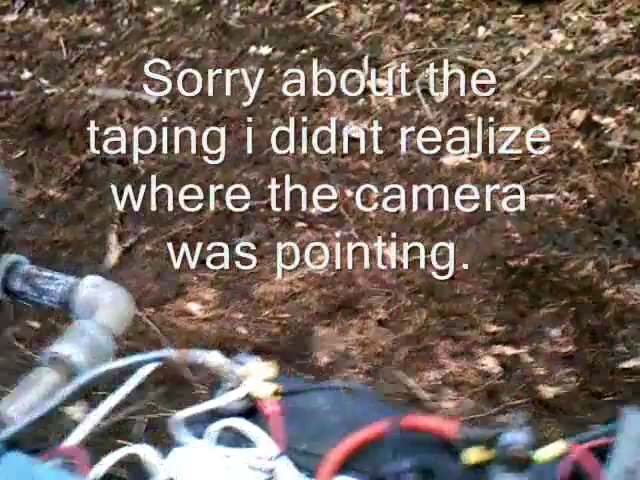 Sorry about the
taping i didnt realize
where the camera
was pointing.